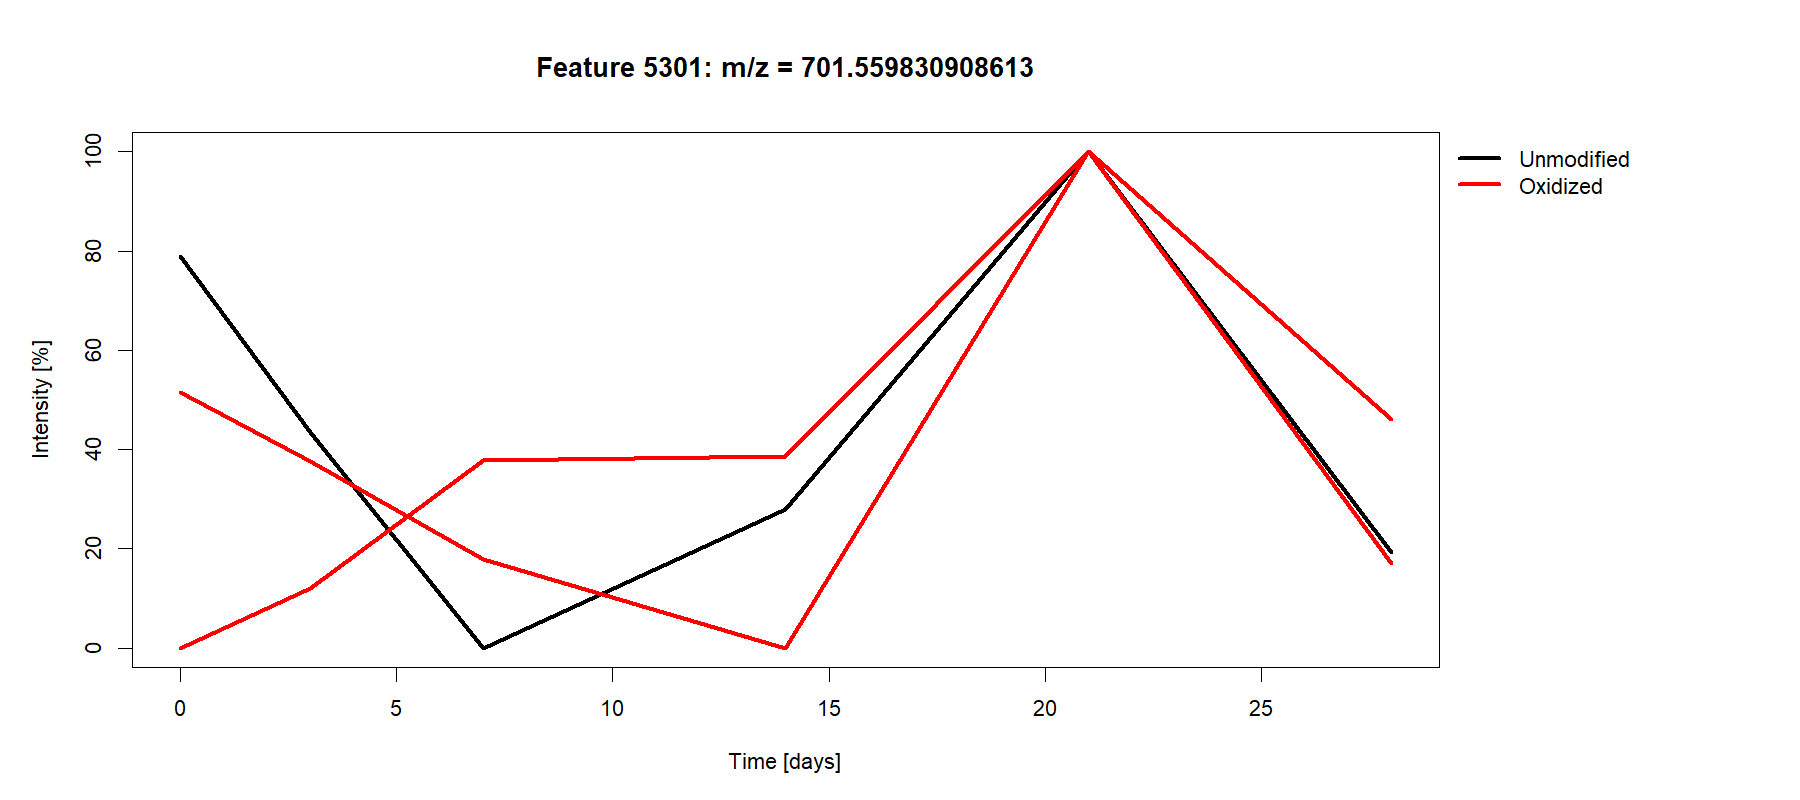 Feature 5301: m/z = 701.559830908613
Unmodified
Oxidized
Intensity [%]
100
80
60
40
20
0
0 5 10 15 20 25
Time [days]